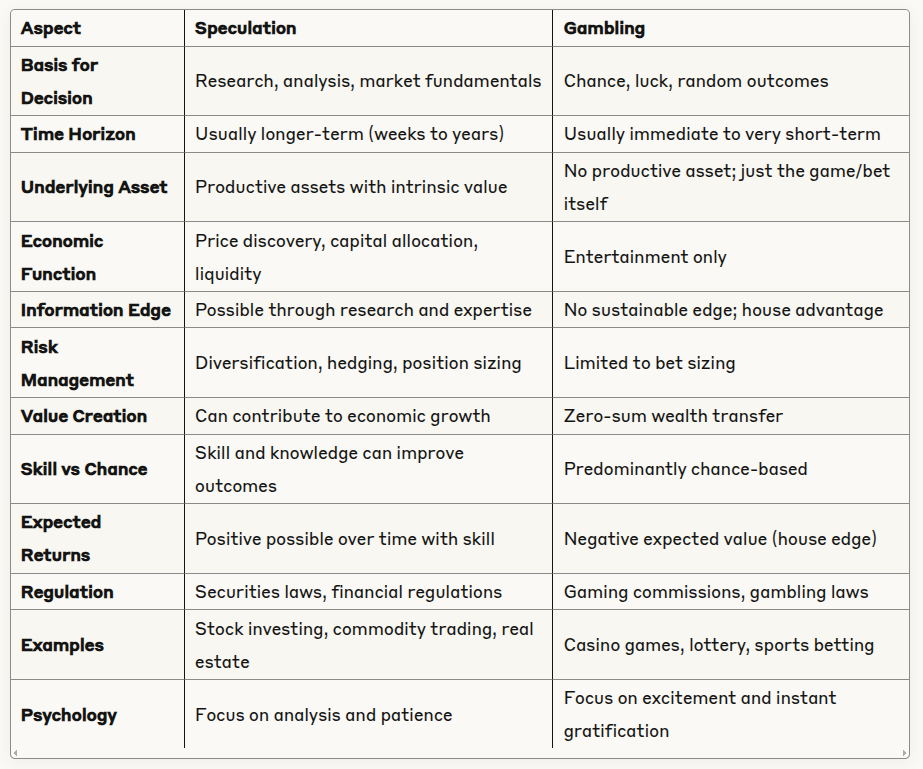 Aspect Speculation Gambling
Basis for
Decision
Research, analysis, market fundamentals
Chance, luck, random outcomes
Time Horizon Usually longer-term (weeks to years) Usually immediate to very short-term
Underlying Asset
Productive assets with intrinsic value
No productive asset; just the game/bet
itself
Economic
Function
Price discovery, capital allocation,
liquidity
Entertainment only
Information Edge Possible through research and expertise No sustainable edge; house advantage
Risk
Management
Diversification, hedging, position sizing
Limited to bet sizing
Value Creation Can contribute to economic growth Zero-sum wealth transfer
Skill vs Chance
Skill and knowledge can improve
outcomes
Predominantly chance-based
Expected
Returns
Positive possible over time with skill
Negative expected value (house edge)
Regulation Securities laws, financial regulations Gaming commissions, gambling laws
Examples
Stock investing, commodity trading, real
estate
Casino games, lottery, sports betting
Psychology
Focus on analysis and patience
Focus on excitement and instant
gratification